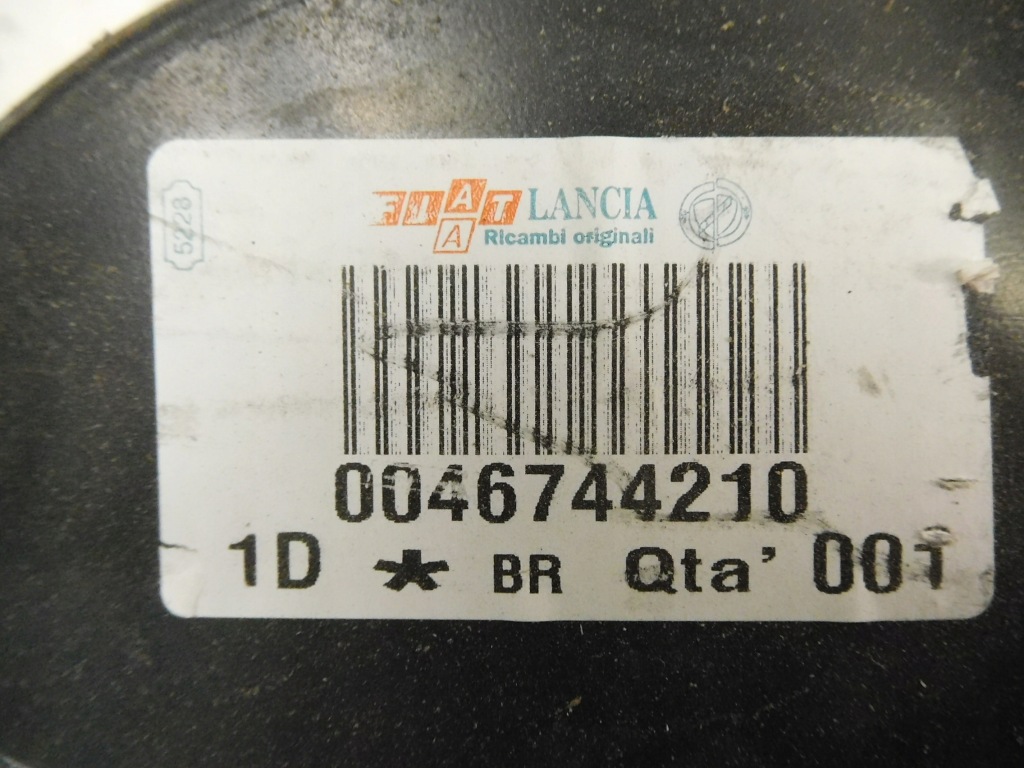 5228
FIAT LANCIA
A Ricambi originali
0046744210
1D * BR Qta' 001